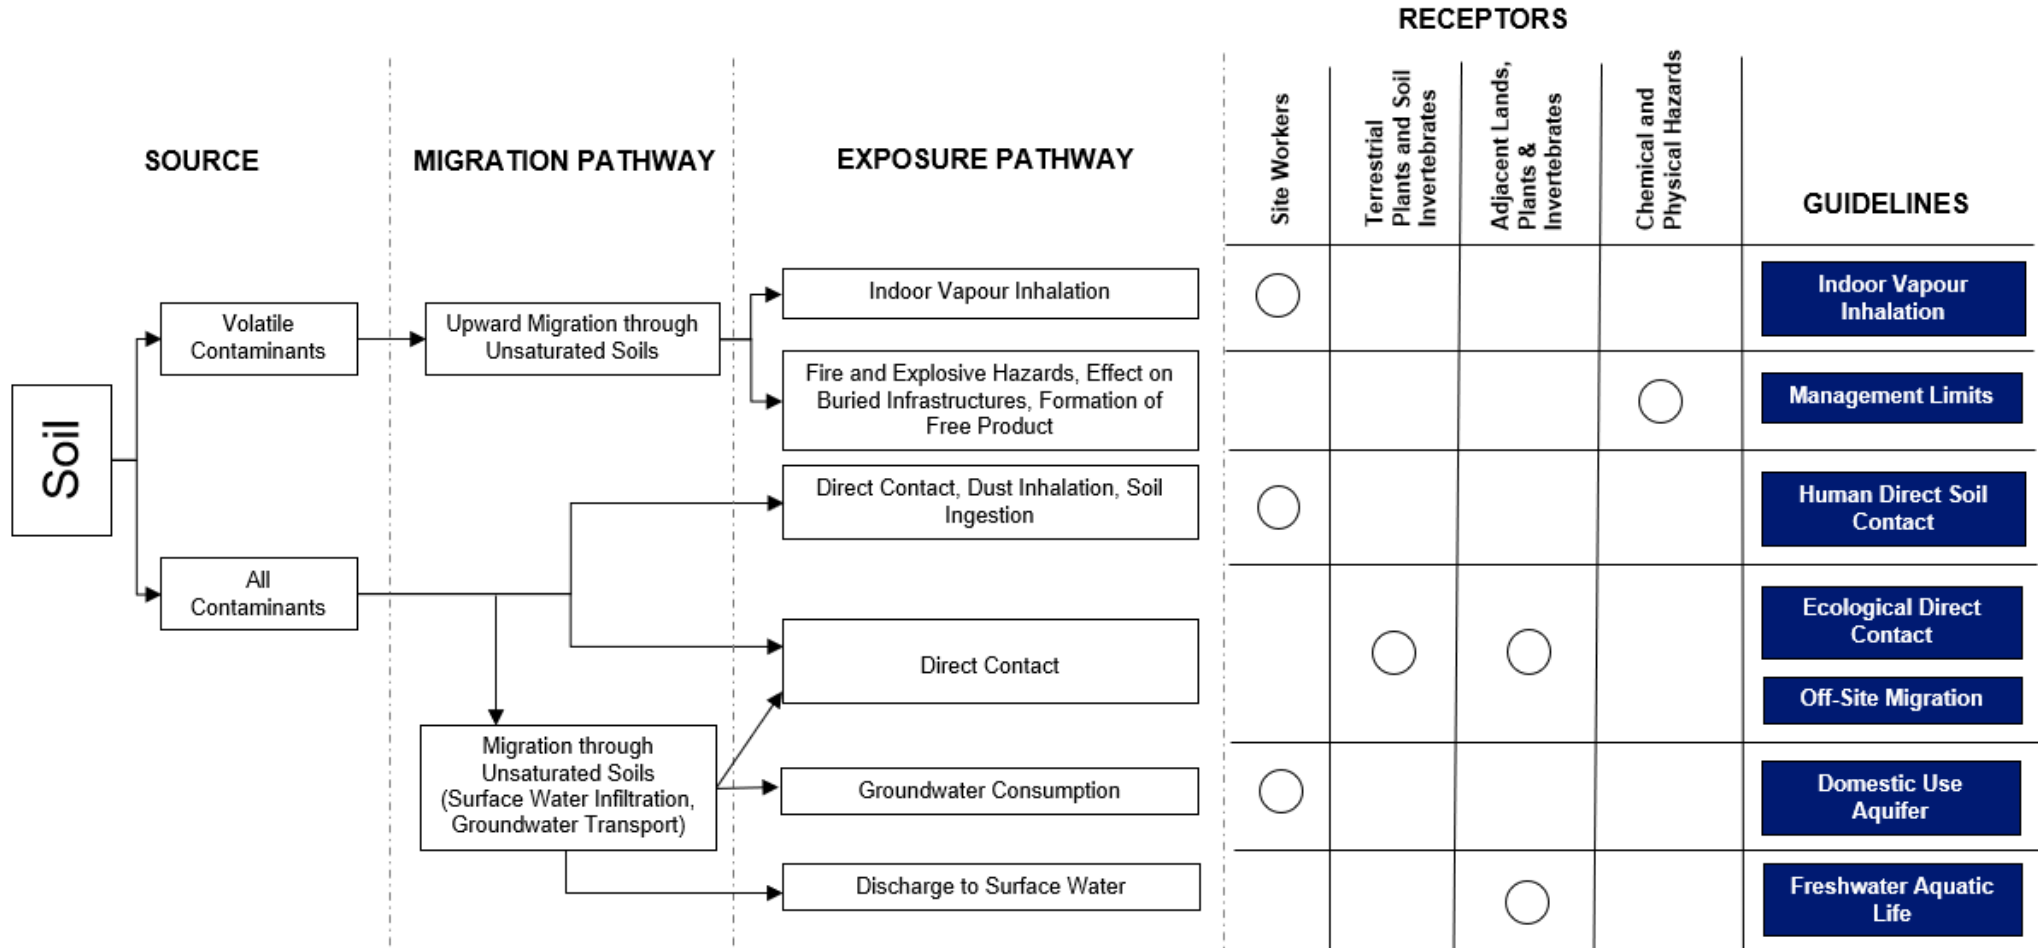 RECEPTORS
SOURCE
MIGRATION PATHWAY
EXPOSURE PATHWAY
Site Workers
Terrestrial
Plants and Soil
Invertebrates
Adjacent Lands,
Plants &
Invertebrates
Chemical and
Physical Hazards
GUIDELINES
Soil
Volatile
Contaminants
Upward Migration through
Unsaturated Soils
Indoor Vapour Inhalation
Indoor Vapour
Inhalation
Fire and Explosive Hazards, Effect on
Buried Infrastructures, Formation of
Free Product
Management Limits
Direct Contact, Dust Inhalation, Soil
Ingestion
Human Direct Soil
Contact
All
Contaminants
Direct Contact
Ecological Direct
Contact
Off-Site Migration
Migration through
Unsaturated Soils
(Surface Water Infiltration,
Groundwater Transport)
Groundwater Consumption
Domestic Use
Aquifer
Discharge to Surface Water
Freshwater Aquatic
Life